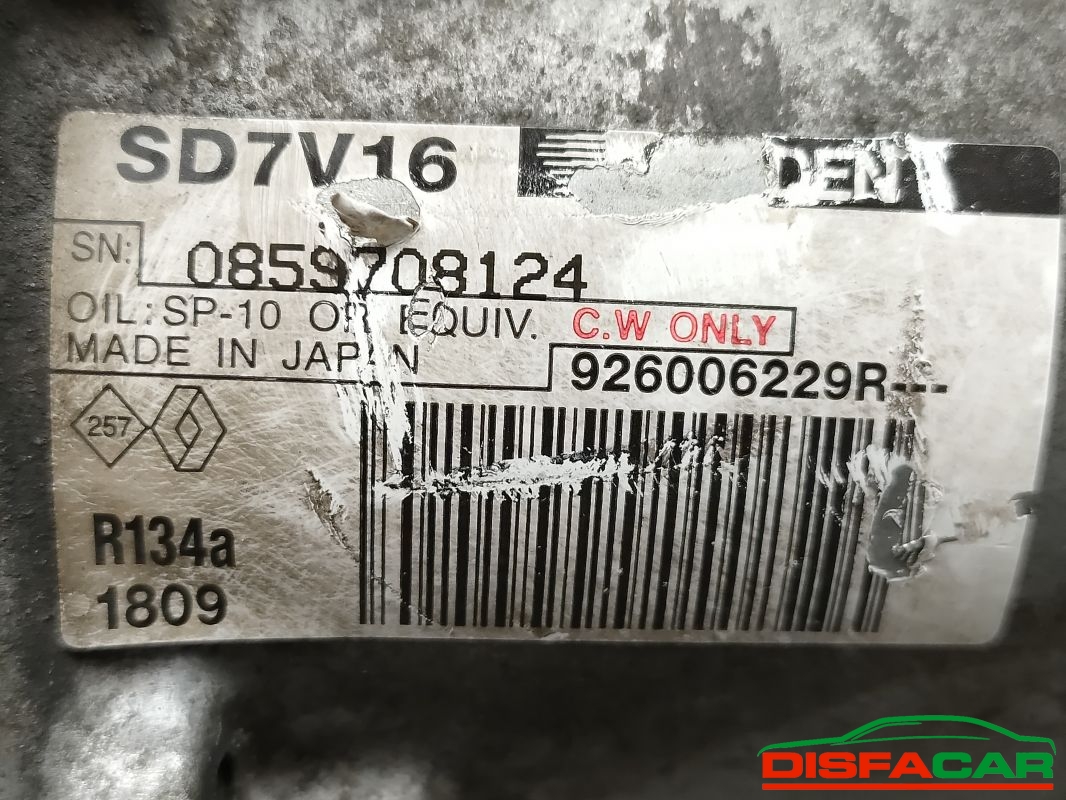 SD7V16 DEN
SN: 0859708124
OIL:SP-10 OR EQUIV. C.W ONLY
MADE IN JAPAN 926006229R---
257
R134a
1809
DISFACAR